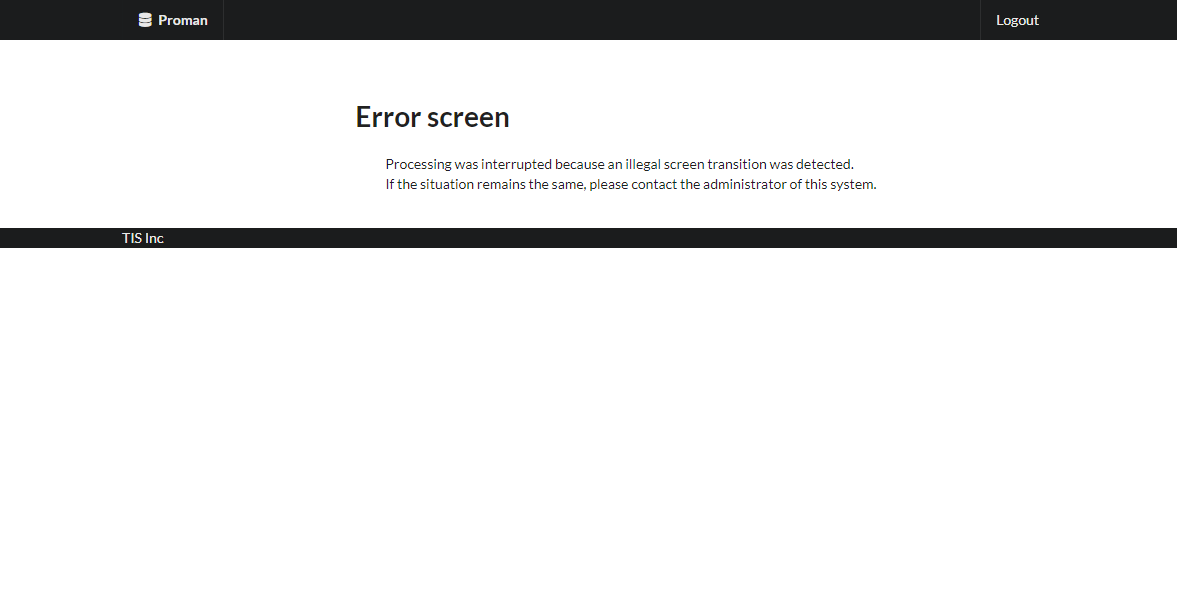 Proman
Logout
Error screen
Processing was interrupted because an illegal screen transition was detected.
If the situation remains the same, please contact the administrator of this system.
TIS Inc